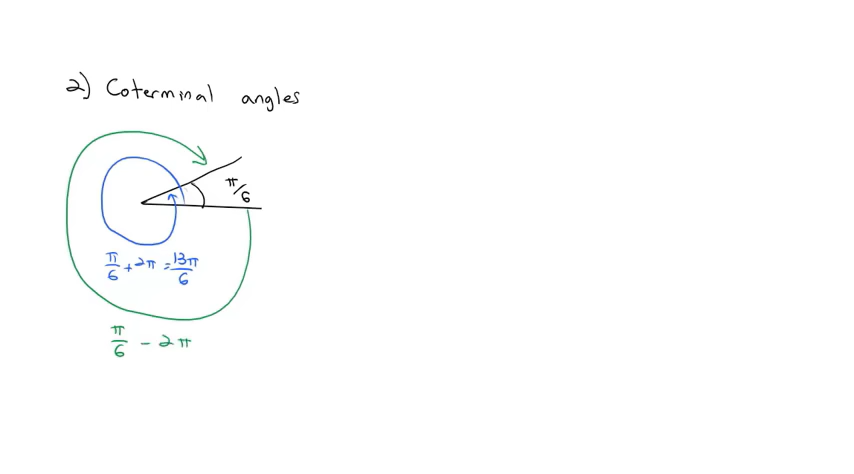 2) Coterminal angles
π/6
π/6 + 2π = 13π/6
π/6 - 2π